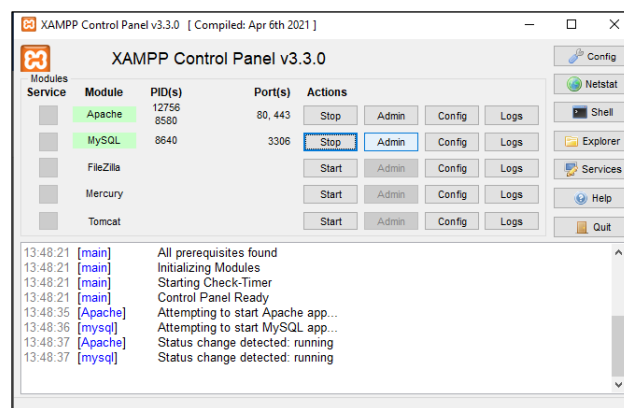 XAMPP Control Panel v3.3.0 [ Compiled: Apr 6th 2021 ]
XAMPP Control Panel v3.3.0
Config
Modules
Service Module PID(s) Port(s) Actions
Netstat
Apache 12756 8580 80, 443 Stop Admin Config Logs
Shell
MySQL 8640 3306 Stop Admin Config Logs
Explorer
FileZilla Start Admin Config Logs
Services
Mercury Start Admin Config Logs
Help
Tomcat Start Admin Config Logs
Quit
13:48:21 [main] All prerequisites found
13:48:21 [main] Initializing Modules
13:48:21 [main] Starting Check-Timer
13:48:21 [main] Control Panel Ready
13:48:35 [Apache] Attempting to start Apache app...
13:48:36 [mysql] Attempting to start MySQL app...
13:48:37 [Apache] Status change detected: running
13:48:37 [mysql] Status change detected: running